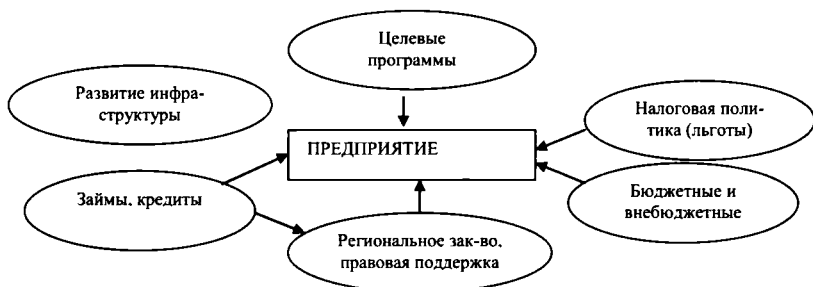 Целевые
программы
Развитие инфра-
структуры
Налоговая поли-
тика (льготы)
ПРЕДПРИЯТИЕ
Займы, кредиты
Бюджетные и
внебюджетные
Региональное зак-во,
правовая поддержка